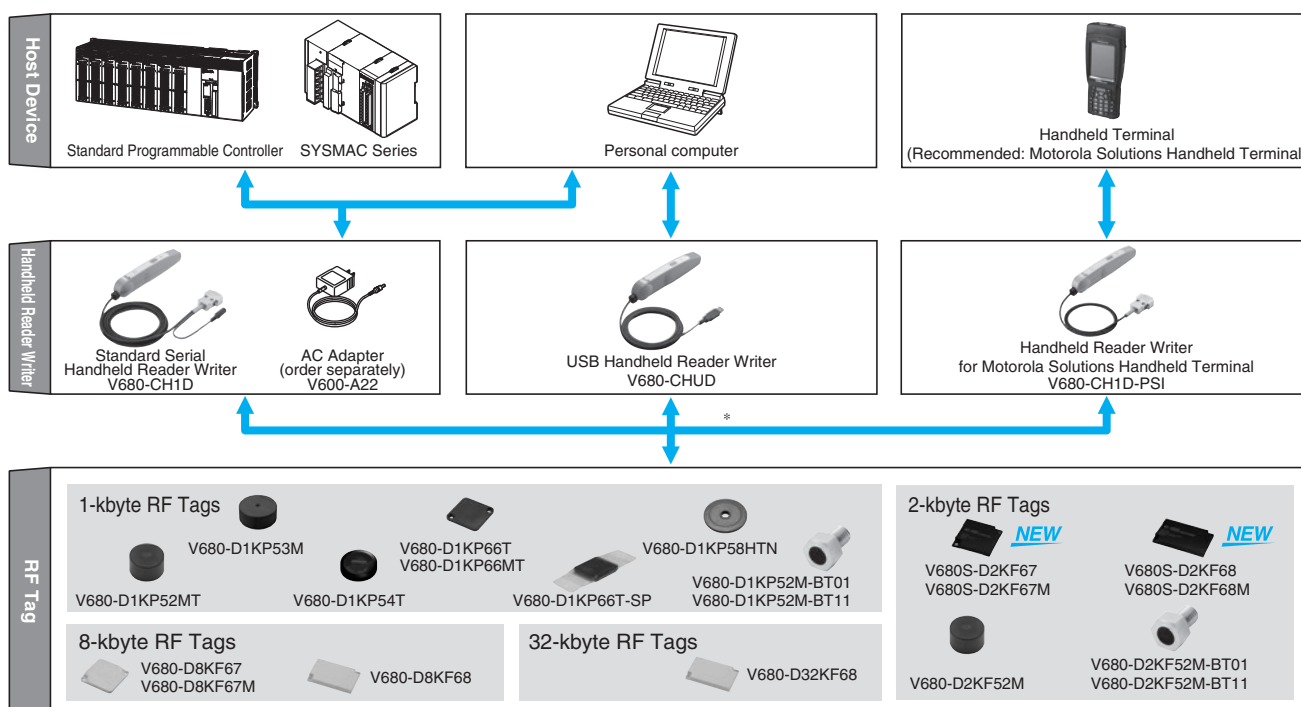 Host Device
Standard Programmable Controller
SYSMAC Series
Personal computer
Handheld Terminal
(Recommended: Motorola Solutions Handheld Terminal
Handheld Reader Writer
Standard Serial
Handheld Reader Writer
V680-CH1D
AC Adapter
(order separately)
V600-A22
USB Handheld Reader Writer
V680-CHUD
Handheld Reader Writer
for Motorola Solutions Handheld Terminal
V680-CH1D-PSI
*
RF Tag
1-kbyte RF Tags
V680-D1KP53M
V680-D1KP66T
V680-D1KP66MT
V680-D1KP58HTN
V680-D1KP52MT
V680-D1KP54T
V680-D1KP66T-SP
V680-D1KP52M-BT01
V680-D1KP52M-BT11
2-kbyte RF Tags
NEW
V680S-D2KF67
V680S-D2KF67M
NEW
V680S-D2KF68
V680S-D2KF68M
V680-D2KF52M
V680-D2KF52M-BT01
V680-D2KF52M-BT11
8-kbyte RF Tags
V680-D8KF67
V680-D8KF67M
V680-D8KF68
32-kbyte RF Tags
V680-D32KF68